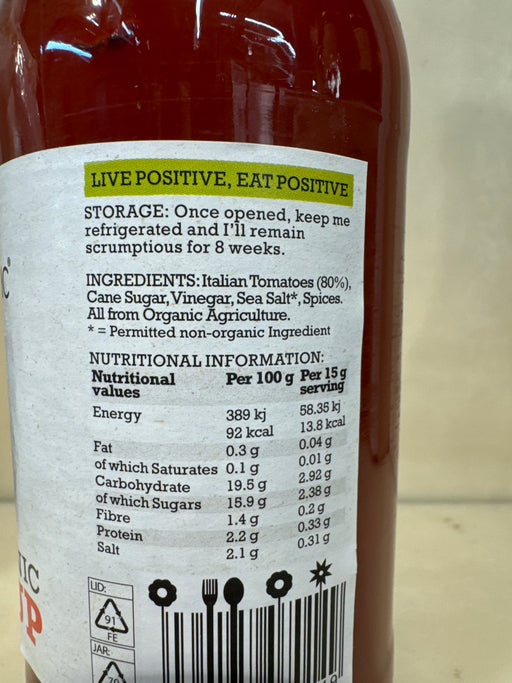 LIVE POSITIVE, EAT POSITIVE
STORAGE: Once opened, keep me
refrigerated and I'll remain
scrumptious for 8 weeks.
INGREDIENTS: Italian Tomatoes (80%),
Cane Sugar, Vinegar, Sea Salt*, Spices.
All from Organic Agriculture.
* = Permitted non-organic Ingredient
NUTRITIONAL INFORMATION:
Nutritional values Per 100 g Per 15 g serving
Energy 389 kj 58.35 kj
92 kcal 13.8 kcal
Fat 0.3 g 0.04 g
of which Saturates 0.1 g 0.01 g
Carbohydrate 19.5 g 2.92 g
of which Sugars 15.9 g 2.38 g
Fibre 1.4 g 0.2 g
Protein 2.2 g 0.33 g
Salt 2.1 g 0.31 g
TIC
UP
LID:
91
FE
JAR: